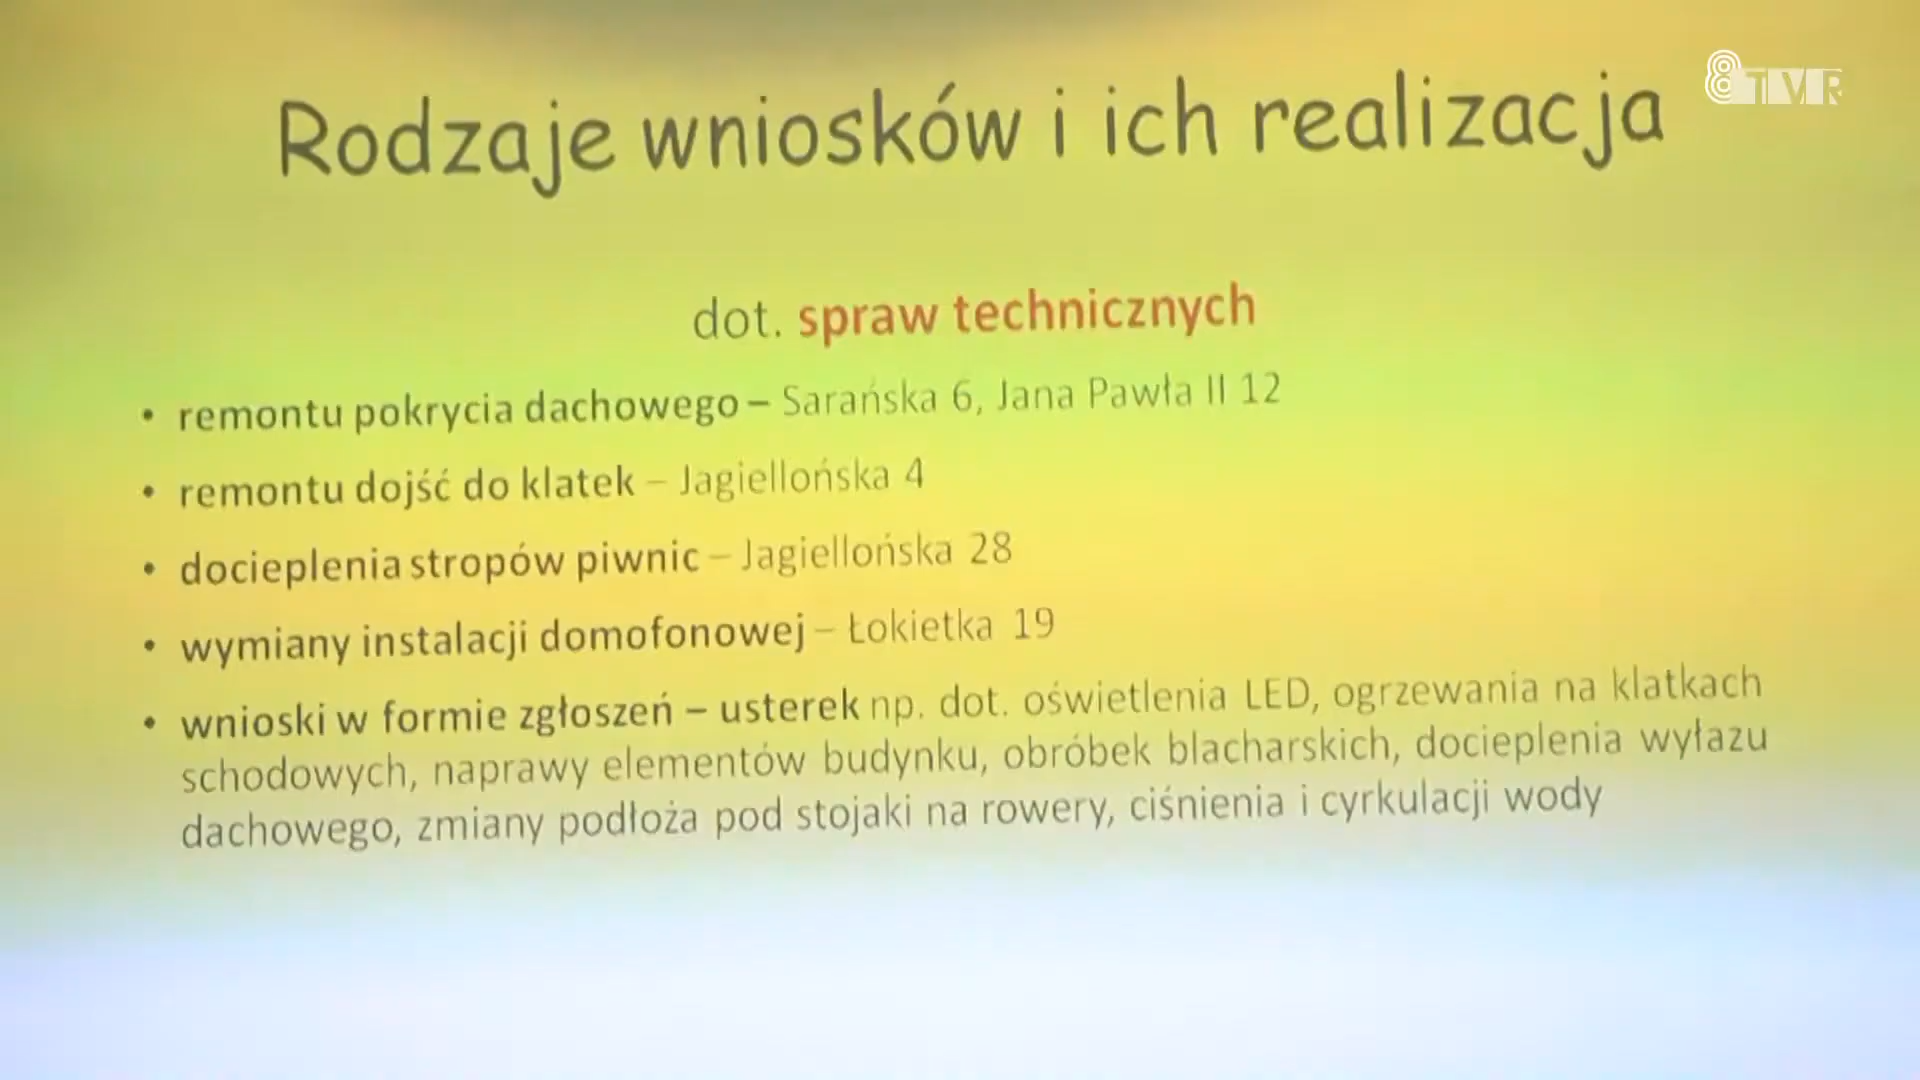 8TVR
Rodzaje wniosków i ich realizacja
dot. spraw technicznych
• remontu pokrycia dachowego – Sarańska 6, Jana Pawła II 12
• remontu dojść do klatek – Jagiellońska 4
• docieplenia stropów piwnic – Jagiellońska 28
• wymiany instalacji domofonowej – Łokietka 19
• wnioski w formie zgłoszeń – usterek np. dot. oświetlenia LED, ogrzewania na klatkach
schodowych, naprawy elementów budynku, obróbek blacharskich, docieplenia wyłazu
dachowego, zmiany podłoża pod stojaki na rowery, ciśnienia i cyrkulacji wody